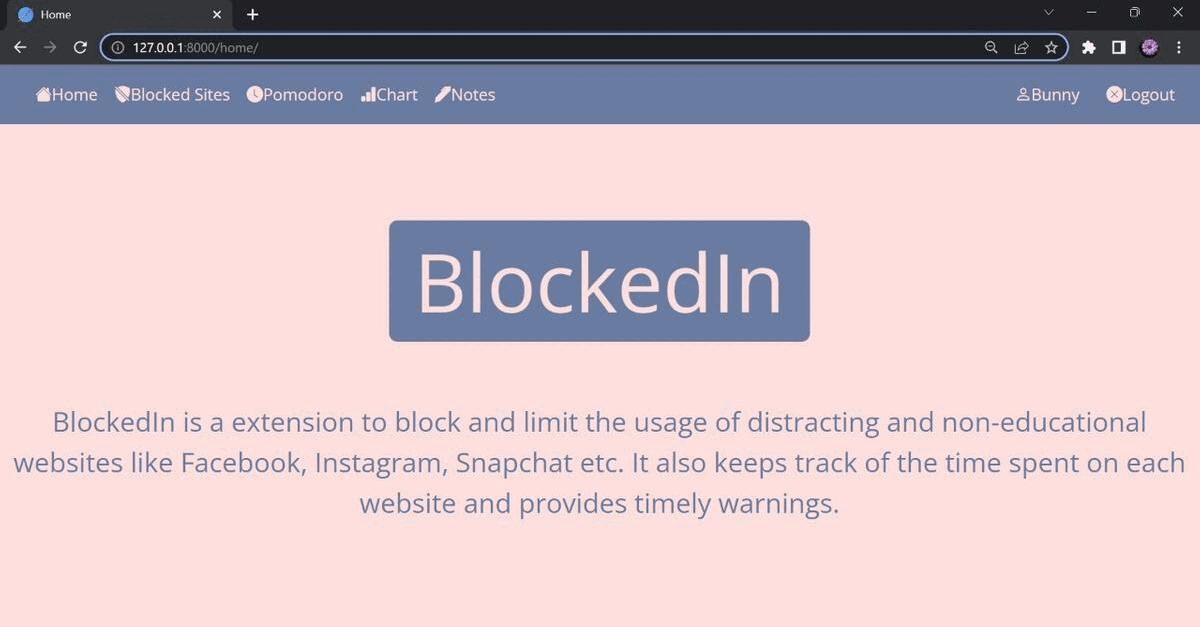 Home
127.0.0.1:8000/home/
Home Blocked Sites Pomodoro Chart Notes Bunny Logout
BlockedIn
BlockedIn is a extension to block and limit the usage of distracting and non-educational
websites like Facebook, Instagram, Snapchat etc. It also keeps track of the time spent on each
website and provides timely warnings.